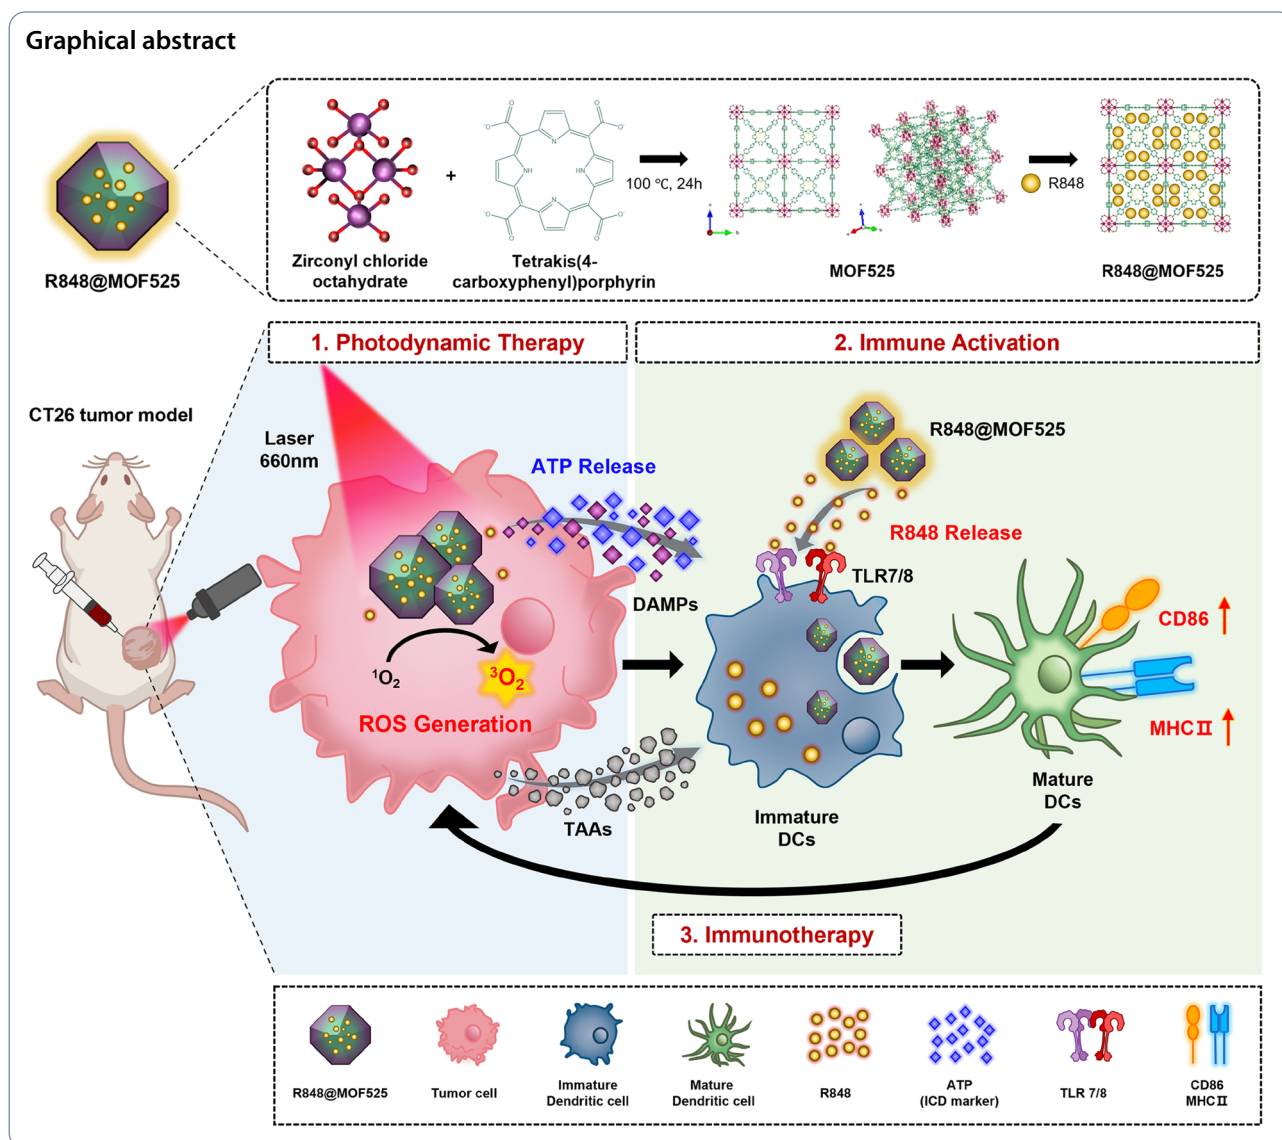 Graphical abstract
R848@MOF525
Zirconyl chloride
octahydrate
+
Tetrakis(4-
carboxyphenyl)porphyrin
100 °C, 24h
MOF525
R848
R848@MOF525
1. Photodynamic Therapy
2. Immune Activation
CT26 tumor model
Laser
660nm
ATP Release
R848@MOF525
R848 Release
TLR7/8
DAMPs
CD86
MHCⅡ
¹O₂
³O₂
ROS Generation
TAAs
Immature
DCs
Mature
DCs
3. Immunotherapy
R848@MOF525
Tumor cell
Immature
Dendritic cell
Mature
Dendritic cell
R848
ATP
(ICD marker)
TLR 7/8
CD86
MHCⅡ